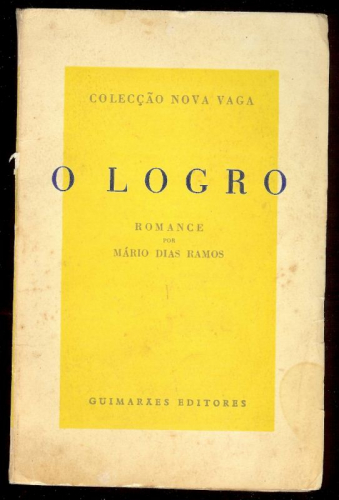 COLECÇÃO NOVA VAGA
O LOGRO
ROMANCE
POR
MÁRIO DIAS RAMOS
GUIMARÃES EDITORES